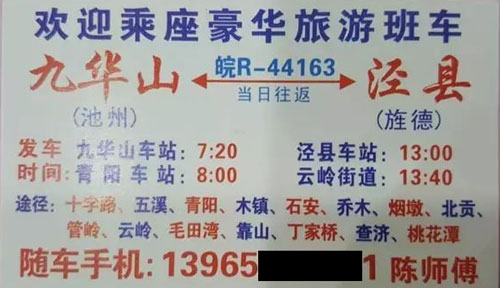 欢迎乘座豪华旅游班车
九华山 皖R-44163 泾县
(池州) 当日往返 (旌德)
发车 九华山车站：7:20 泾县车站：13:00
时间：青阳车站：8:00 云岭街道：13:40
途径：十字路、五溪、青阳、木镇、石安、乔木、烟墩、北贡、
管岭、云岭、毛田湾、靠山、丁家桥、查济、桃花潭
随车手机：13965 1 陈师傅